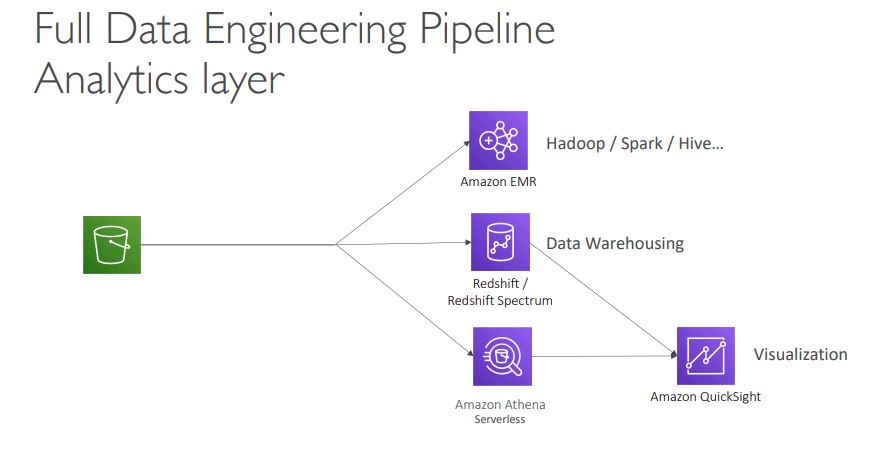 Full Data Engineering Pipeline
Analytics layer
Hadoop / Spark / Hive...
Amazon EMR
Data Warehousing
Redshift /
Redshift Spectrum
Visualization
Amazon QuickSight
Amazon Athena
Serverless